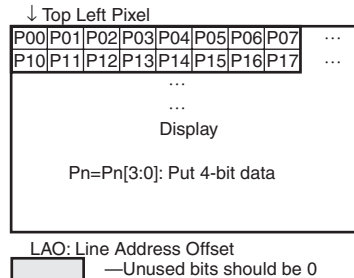 ↓ Top Left Pixel
P00 P01 P02 P03 P04 P05 P06 P07 ...
P10 P11 P12 P13 P14 P15 P16 P17 ...
...
...
Display
Pn=Pn[3:0]: Put 4-bit data
LAO: Line Address Offset
—Unused bits should be 0